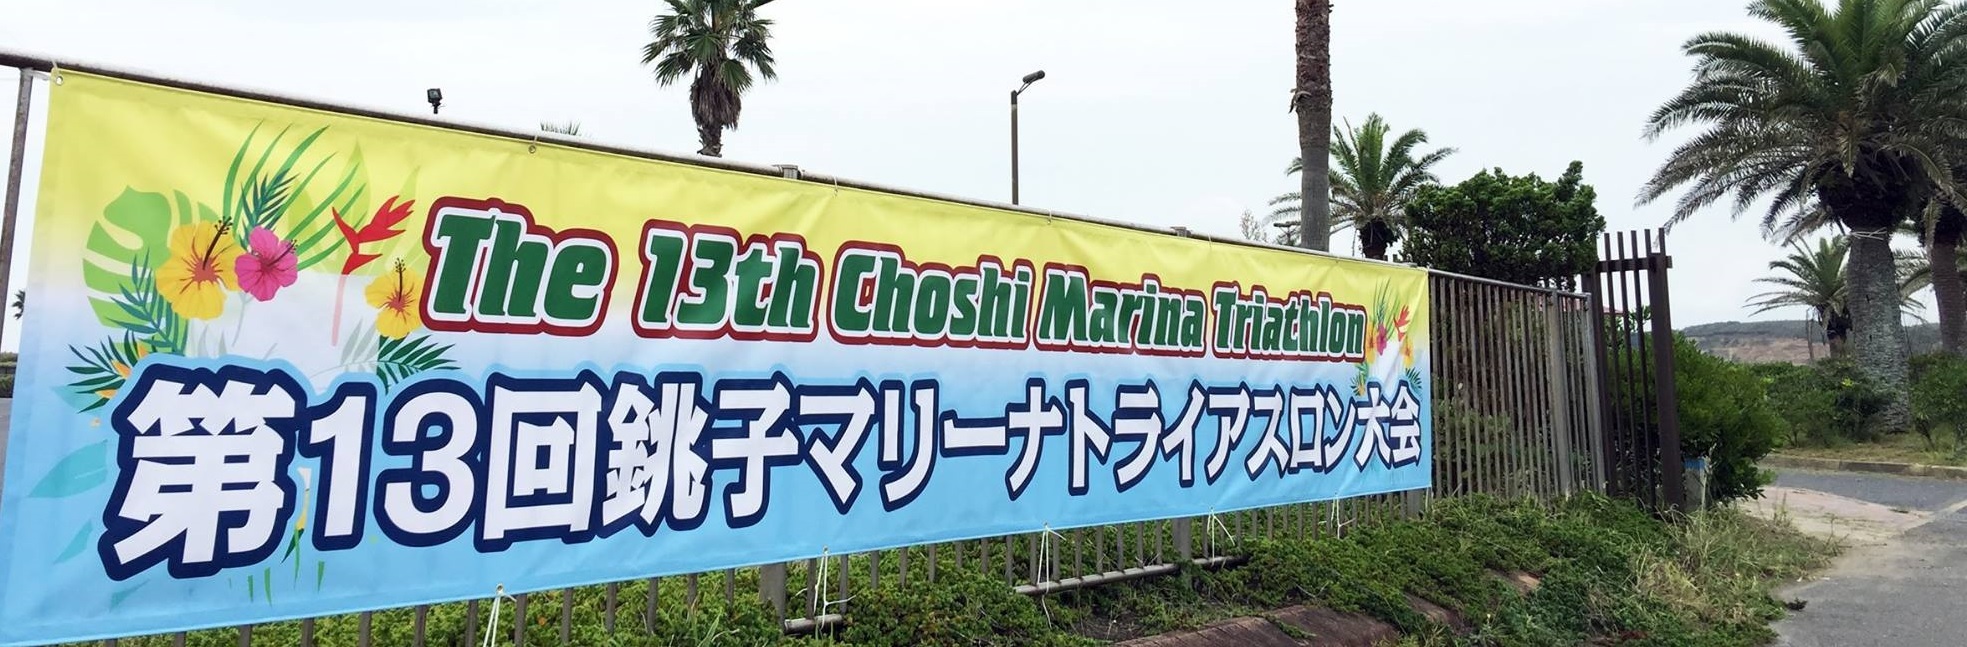 The 13th Choshi Marina Triathlon
第13回銚子マリーナトライアスロン大会